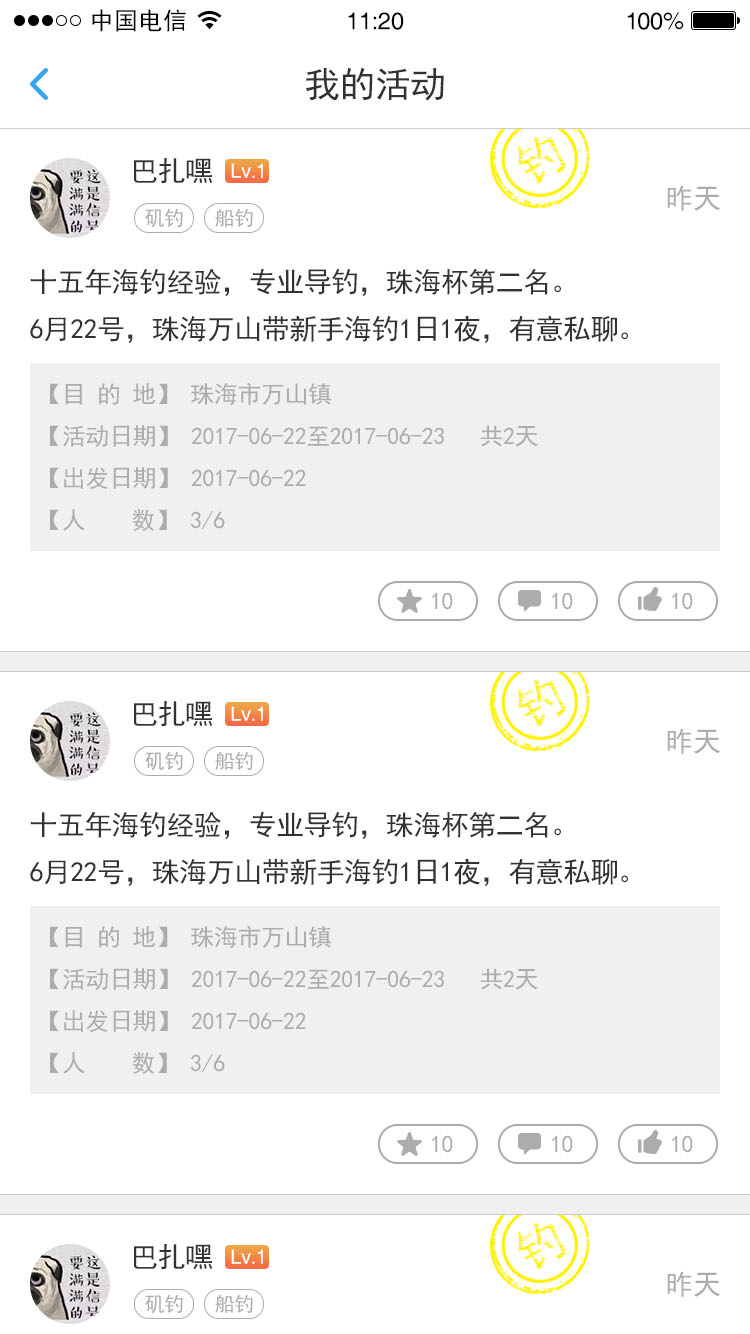 中国电信 11:20 100%
我的活动
钓
巴扎嘿 Lv.1
昨天
要这
满是
满信
的
矶钓 船钓
十五年海钓经验，专业导钓，珠海杯第二名。
6月22号，珠海万山带新手海钓1日1夜，有意私聊。
【目 的 地】 珠海市万山镇
【活动日期】 2017-06-22至2017-06-23 共2天
【出发日期】 2017-06-22
【人 数】 3/6
10 10 10
钓
巴扎嘿 Lv.1
昨天
要这
满是
满信
的
矶钓 船钓
十五年海钓经验，专业导钓，珠海杯第二名。
6月22号，珠海万山带新手海钓1日1夜，有意私聊。
【目 的 地】 珠海市万山镇
【活动日期】 2017-06-22至2017-06-23 共2天
【出发日期】 2017-06-22
【人 数】 3/6
10 10 10
钓
巴扎嘿 Lv.1
昨天
要这
满是
满信
的
矶钓 船钓